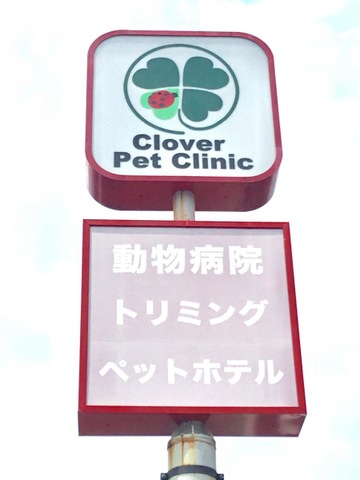 Clover
Pet Clinic
動物病院
トリミング
ペットホテル